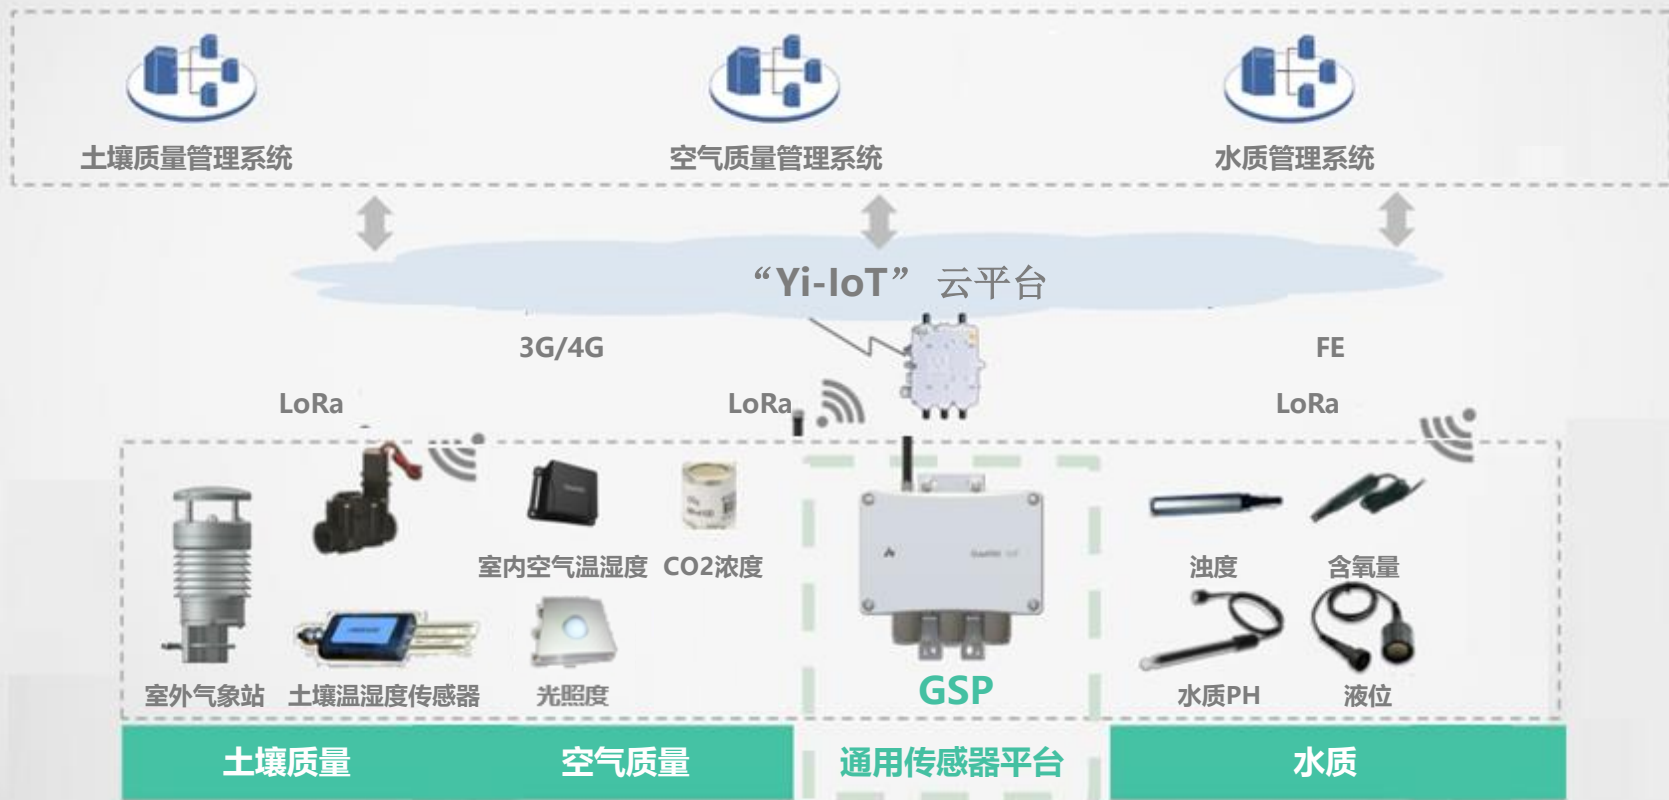 土壤质量管理系统
空气质量管理系统
水质管理系统
“Yi-IoT” 云平台
3G/4G
FE
LoRa
LoRa
LoRa
室内空气温湿度
CO2浓度
浊度
含氧量
室外气象站
土壤温湿度传感器
光照度
GSP
水质PH
液位
土壤质量
空气质量
通用传感器平台
水质